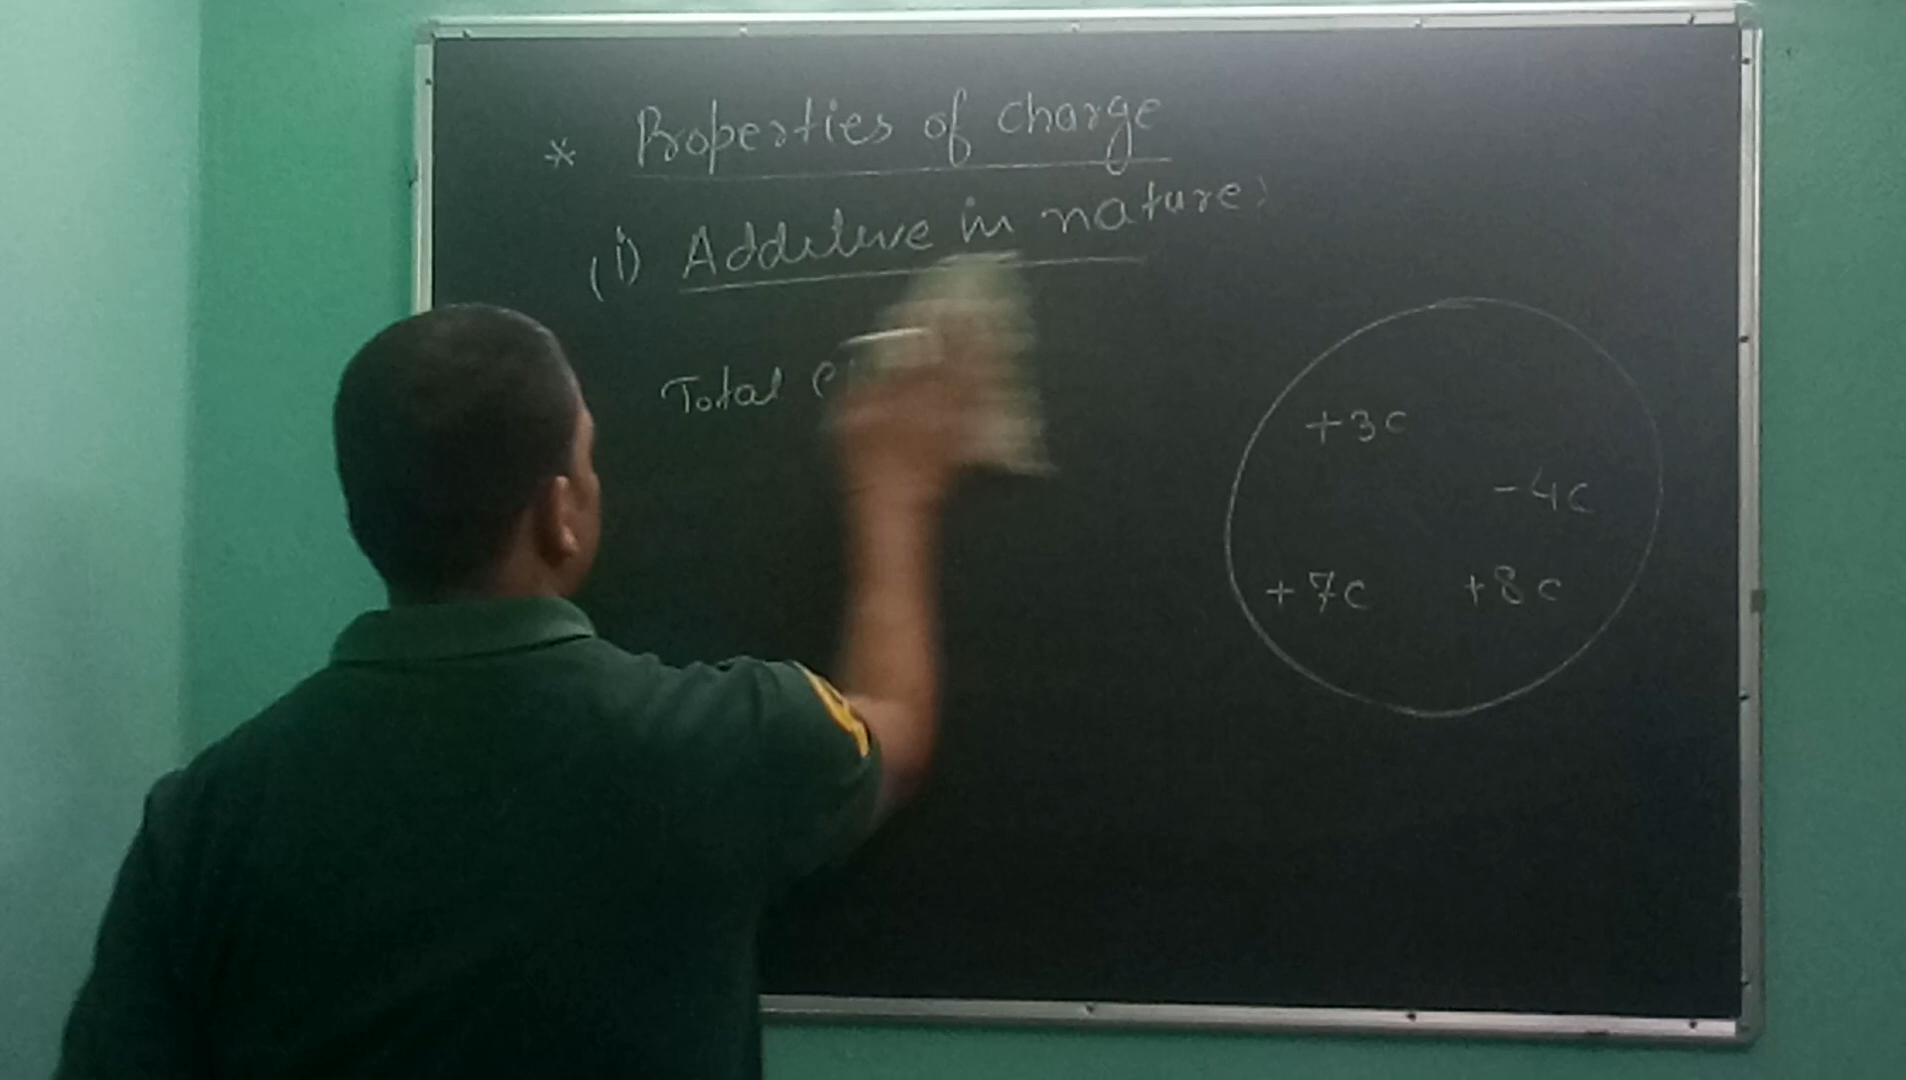 * Properties of charge
(i) Additive in nature:
Total
+3C
-4C
+7C +8C